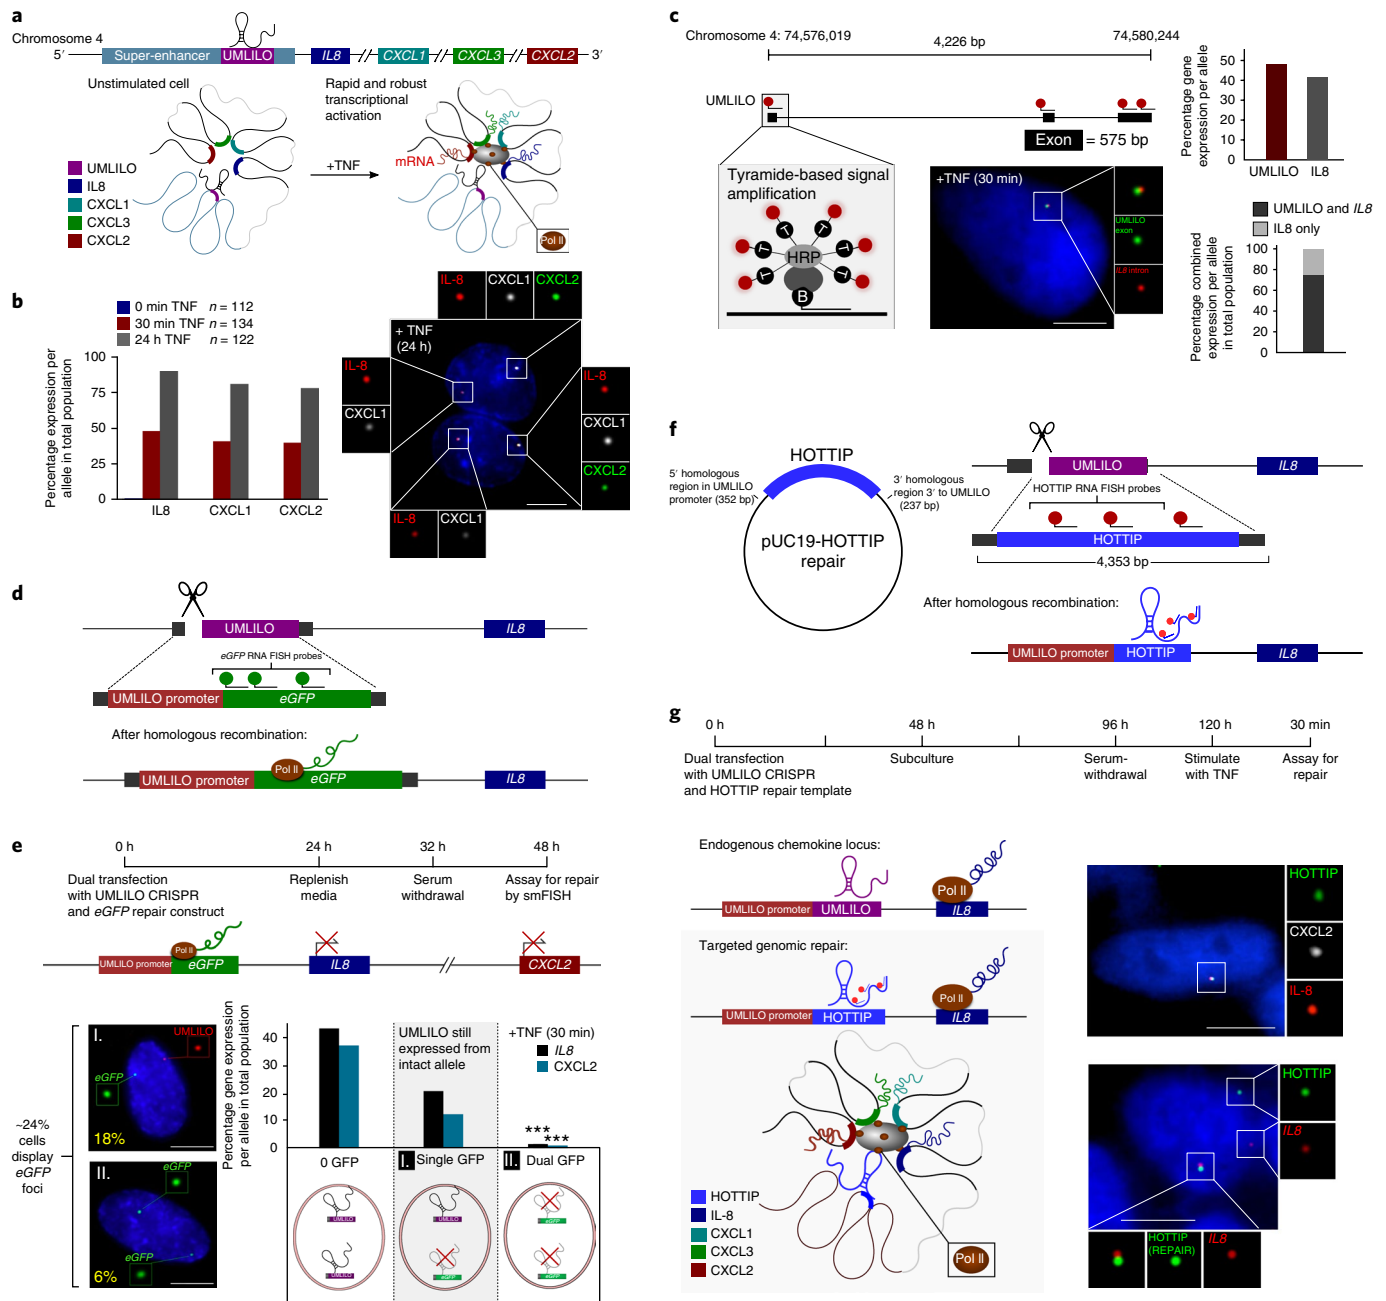 a
Chromosome 4
5′
Super-enhancer
UMLILO
IL8
CXCL1
CXCL3
CXCL2
3′
Unstimulated cell
Rapid and robust
transcriptional
activation
+TNF
mRNA
Pol II
UMLILO
IL8
CXCL1
CXCL3
CXCL2
b
0 min TNF n = 112
30 min TNF n = 134
24 h TNF n = 122
Percentage expression per
allele in total population
100
75
50
25
0
IL8
CXCL1
CXCL2
IL-8
CXCL1
CXCL2
+ TNF
(24 h)
IL-8
CXCL1
IL-8
CXCL1
CXCL2
IL-8
CXCL1
c
Chromosome 4: 74,576,019
4,226 bp
74,580,244
UMLILO
Exon = 575 bp
Tyramide-based signal
amplification
T
T
T
T
T
T
HRP
B
+TNF (30 min)
UMLILO
exon
IL8 intron
Percentage gene
expression per allele
50
40
30
20
10
0
UMLILO
IL8
UMLILO and IL8
IL8 only
Percentage combined
expression per allele
in total population
100
80
60
40
20
0
d
UMLILO
IL8
eGFP RNA FISH probes
UMLILO promoter
eGFP
After homologous recombination:
Pol II
UMLILO promoter
eGFP
IL8
e
0 h
24 h
32 h
48 h
Dual transfection
with UMLILO CRISPR
and eGFP repair construct
Replenish
media
Serum
withdrawal
Assay for repair
by smFISH
Pol II
UMLILO promoter
eGFP
IL8
CXCL2
~24%
cells
display
eGFP
foci
I.
UMLILO
eGFP
18%
II.
eGFP
eGFP
6%
Percentage gene expression
per allele in total population
40
30
20
10
0
UMLILO still
expressed from
intact allele
+TNF (30 min)
IL8
CXCL2
***
***
0 GFP
I. Single GFP
II. Dual GFP
UMLILO
UMLILO
eGFP
UMLILO
eGFP
eGFP
f
HOTTIP
5′ homologous
region in UMLILO
promoter (352 bp)
3′ homologous
region 3′ to UMLILO
(237 bp)
pUC19-HOTTIP
repair
UMLILO
IL8
HOTTIP RNA FISH probes
HOTTIP
4,353 bp
After homologous recombination:
UMLILO promoter
HOTTIP
IL8
g
0 h
48 h
96 h
120 h
30 min
Dual transfection
with UMLILO CRISPR
and HOTTIP repair template
Subculture
Serum-
withdrawal
Stimulate
with TNF
Assay for
repair
Endogenous chemokine locus:
Pol II
UMLILO promoter
UMLILO
IL8
Targeted genomic repair:
Pol II
UMLILO promoter
HOTTIP
IL8
HOTTIP
IL-8
CXCL1
CXCL3
CXCL2
Pol II
HOTTIP
CXCL2
IL-8
HOTTIP
IL8
HOTTIP
(REPAIR)
IL8